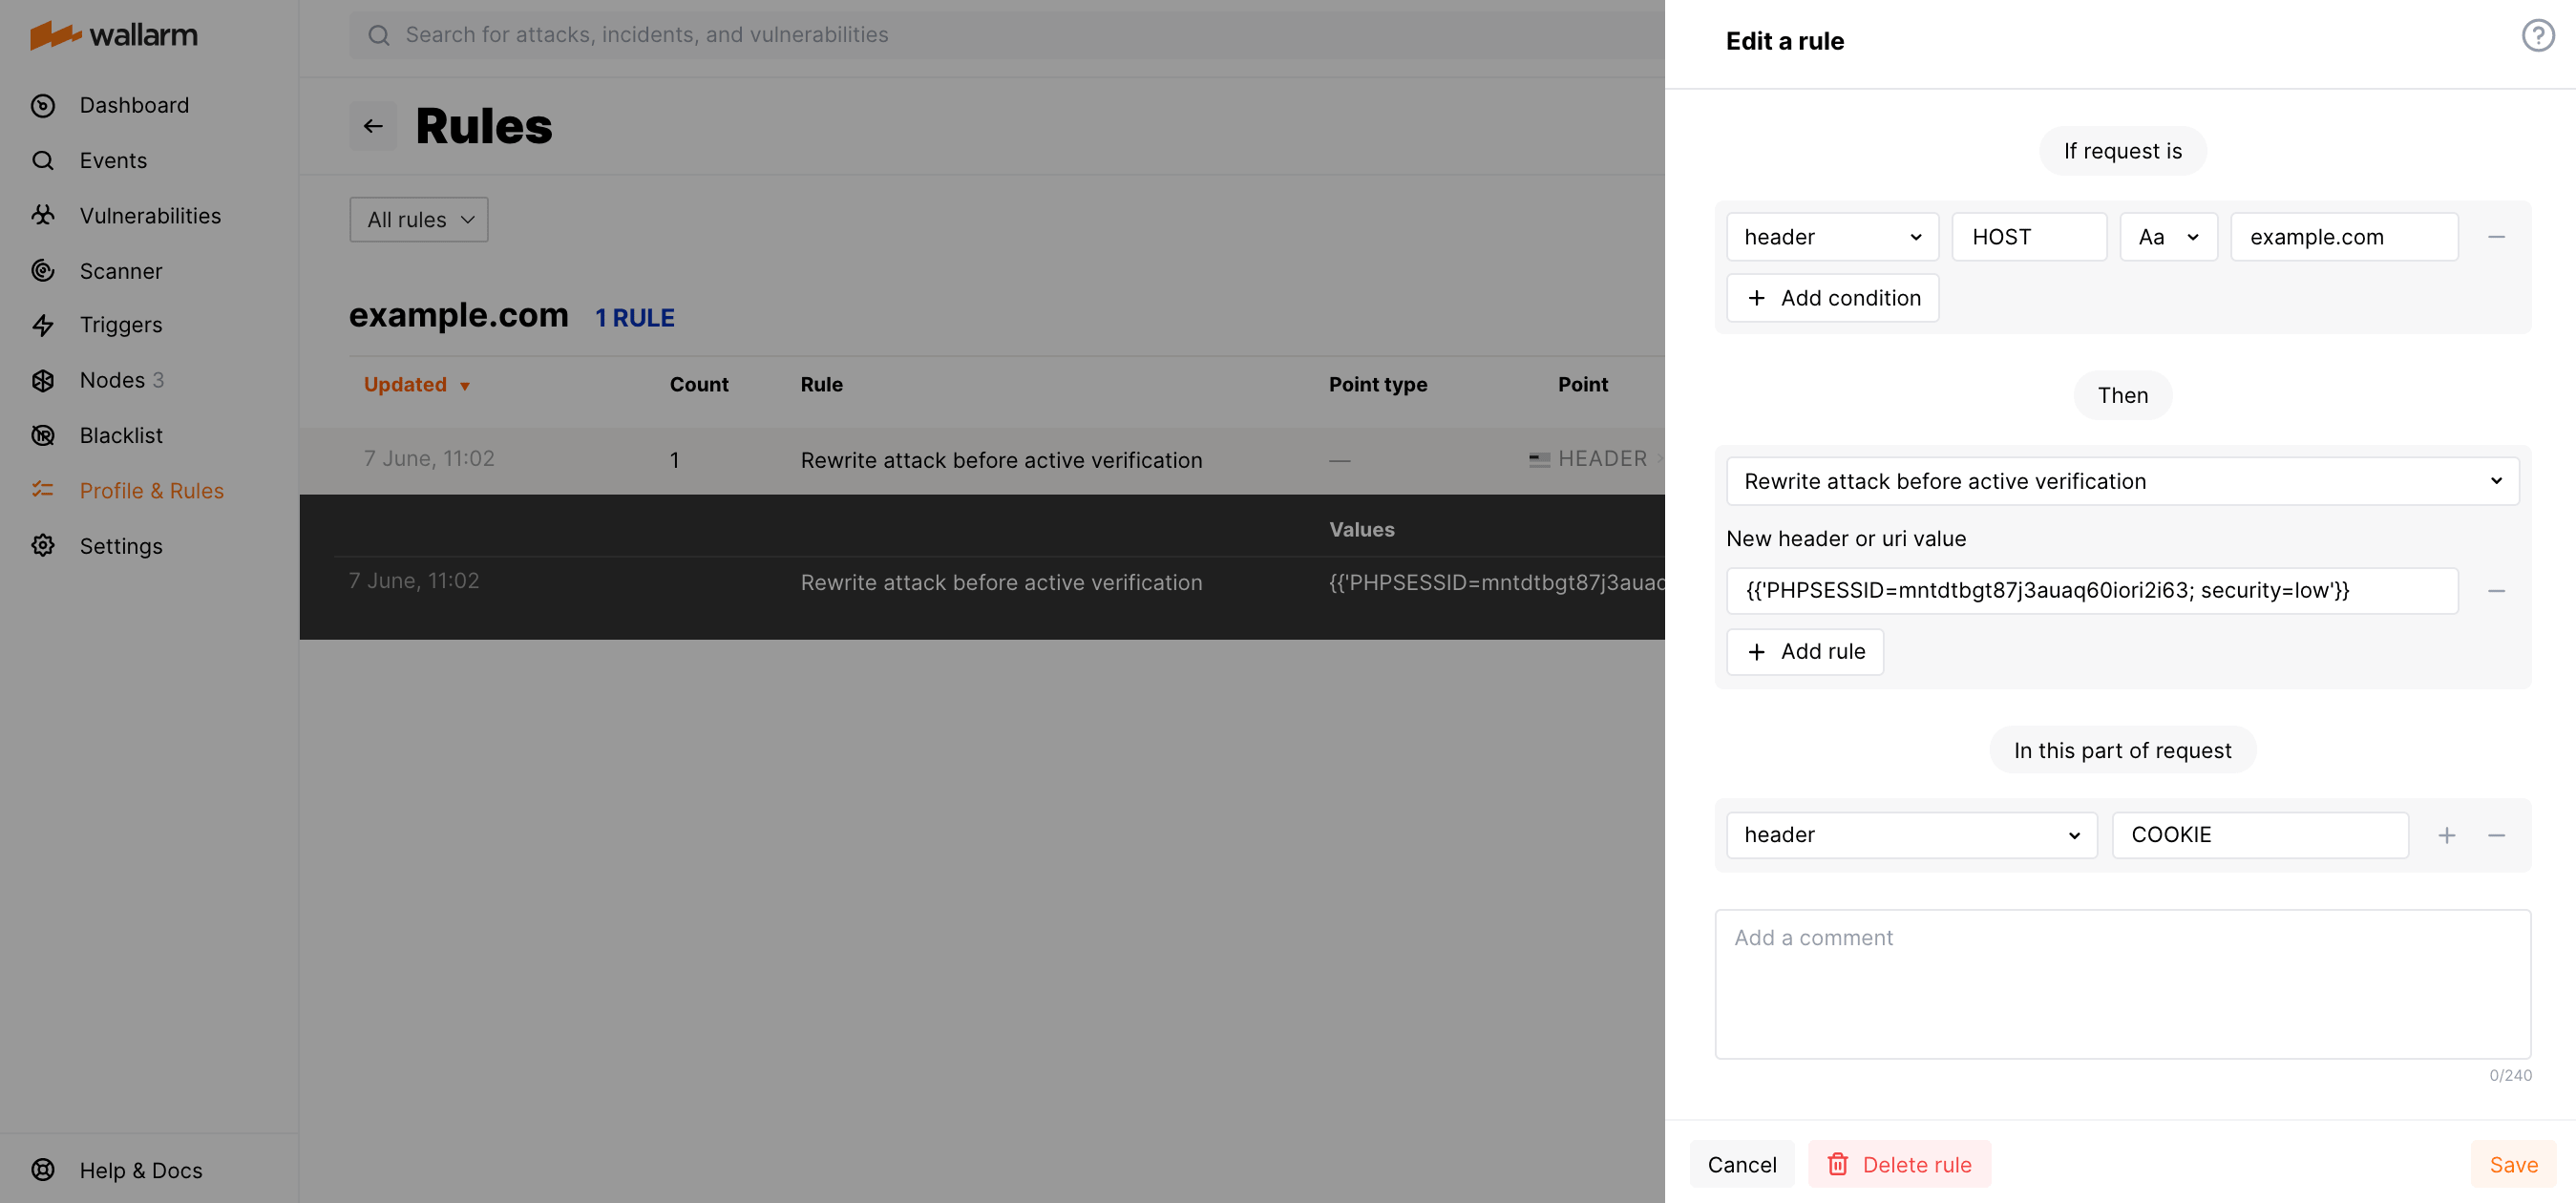 wallarm
Dashboard
Events
Vulnerabilities
Scanner
Triggers
Nodes 3
Blacklist
Profile & Rules
Settings
Help & Docs
Search for attacks, incidents, and vulnerabilities
Rules
All rules
example.com 1 RULE
Updated Count Rule Point type Point
7 June, 11:02 1 Rewrite attack before active verification — HEADER
Values
7 June, 11:02 Rewrite attack before active verification {{'PHPSESSID=mntdtbgt87j3auaq
Edit a rule
If request is
header HOST Aa example.com
Add condition
Then
Rewrite attack before active verification
New header or uri value
{{'PHPSESSID=mntdtbgt87j3auaq60iori2i63; security=low'}}
Add rule
In this part of request
header COOKIE
Add a comment
0/240
Cancel Delete rule Save